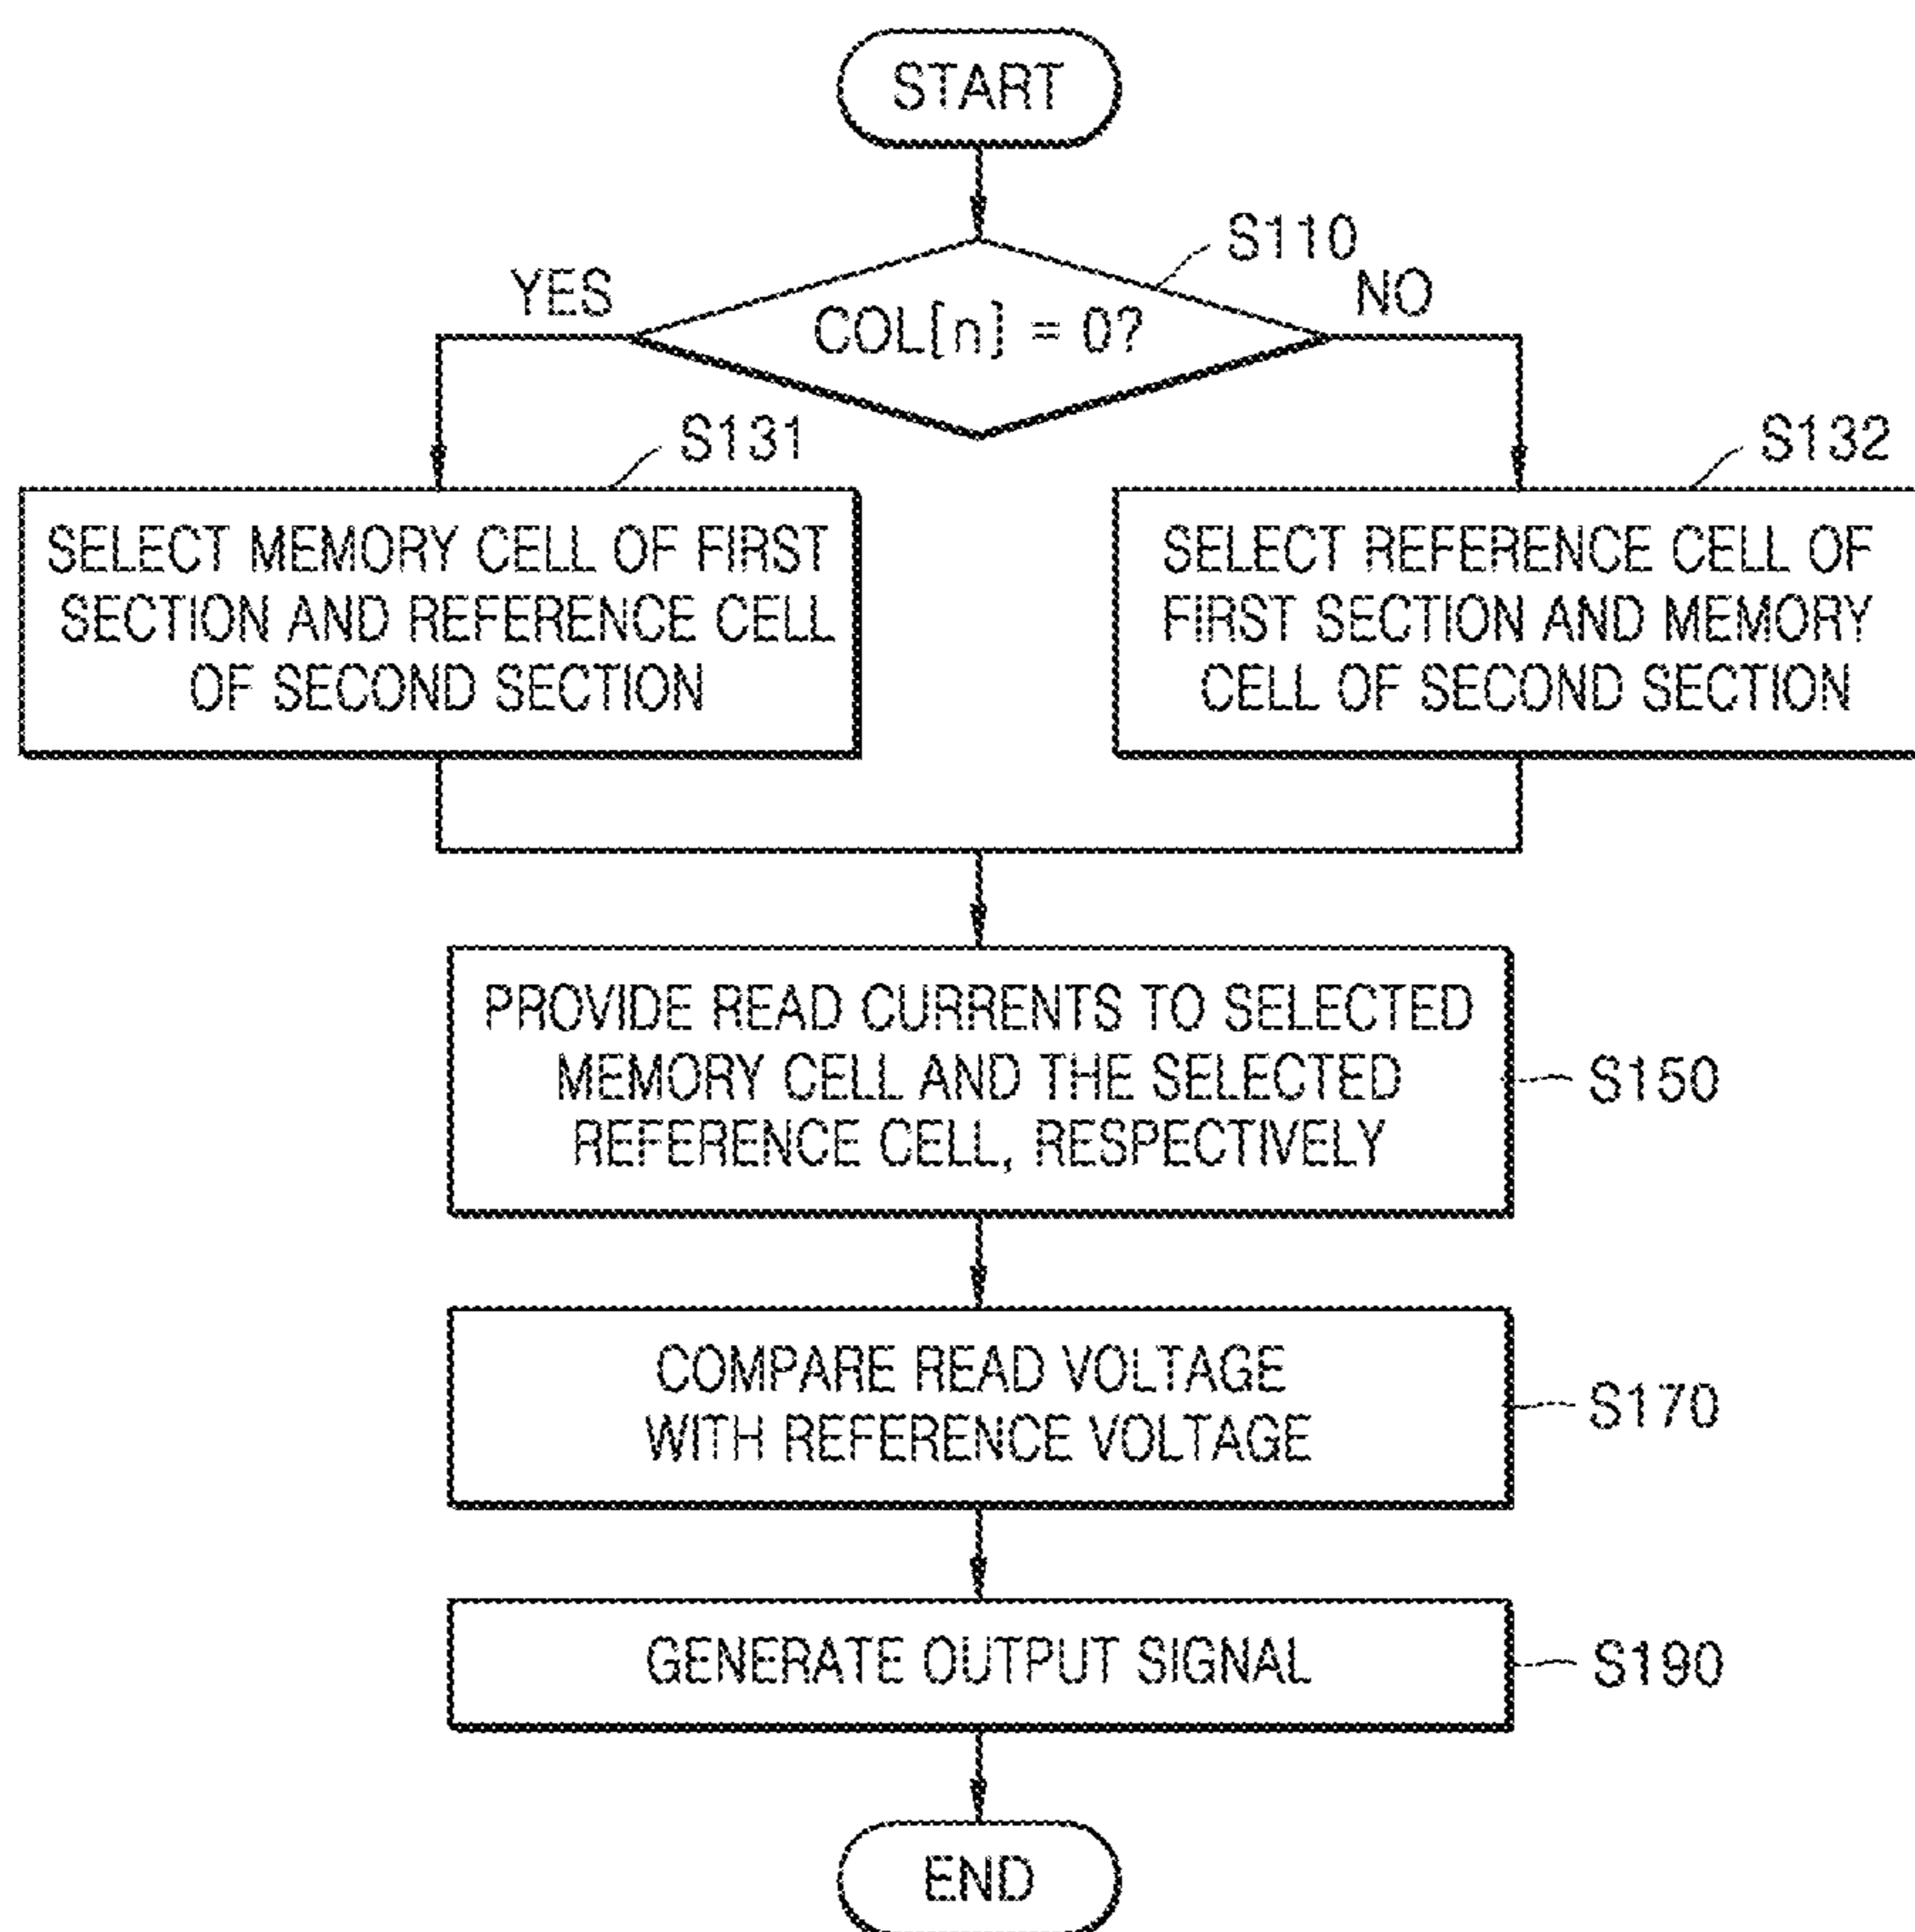 START
S110
YES
NO
COL[n] = 0?
S131
S132
SELECT MEMORY CELL OF FIRST
SECTION AND REFERENCE CELL
OF SECOND SECTION
SELECT REFERENCE CELL OF
FIRST SECTION AND MEMORY
CELL OF SECOND SECTION
PROVIDE READ CURRENTS TO SELECTED
MEMORY CELL AND THE SELECTED
REFERENCE CELL, RESPECTIVELY
S150
COMPARE READ VOLTAGE
WITH REFERENCE VOLTAGE
S170
GENERATE OUTPUT SIGNAL
S190
END